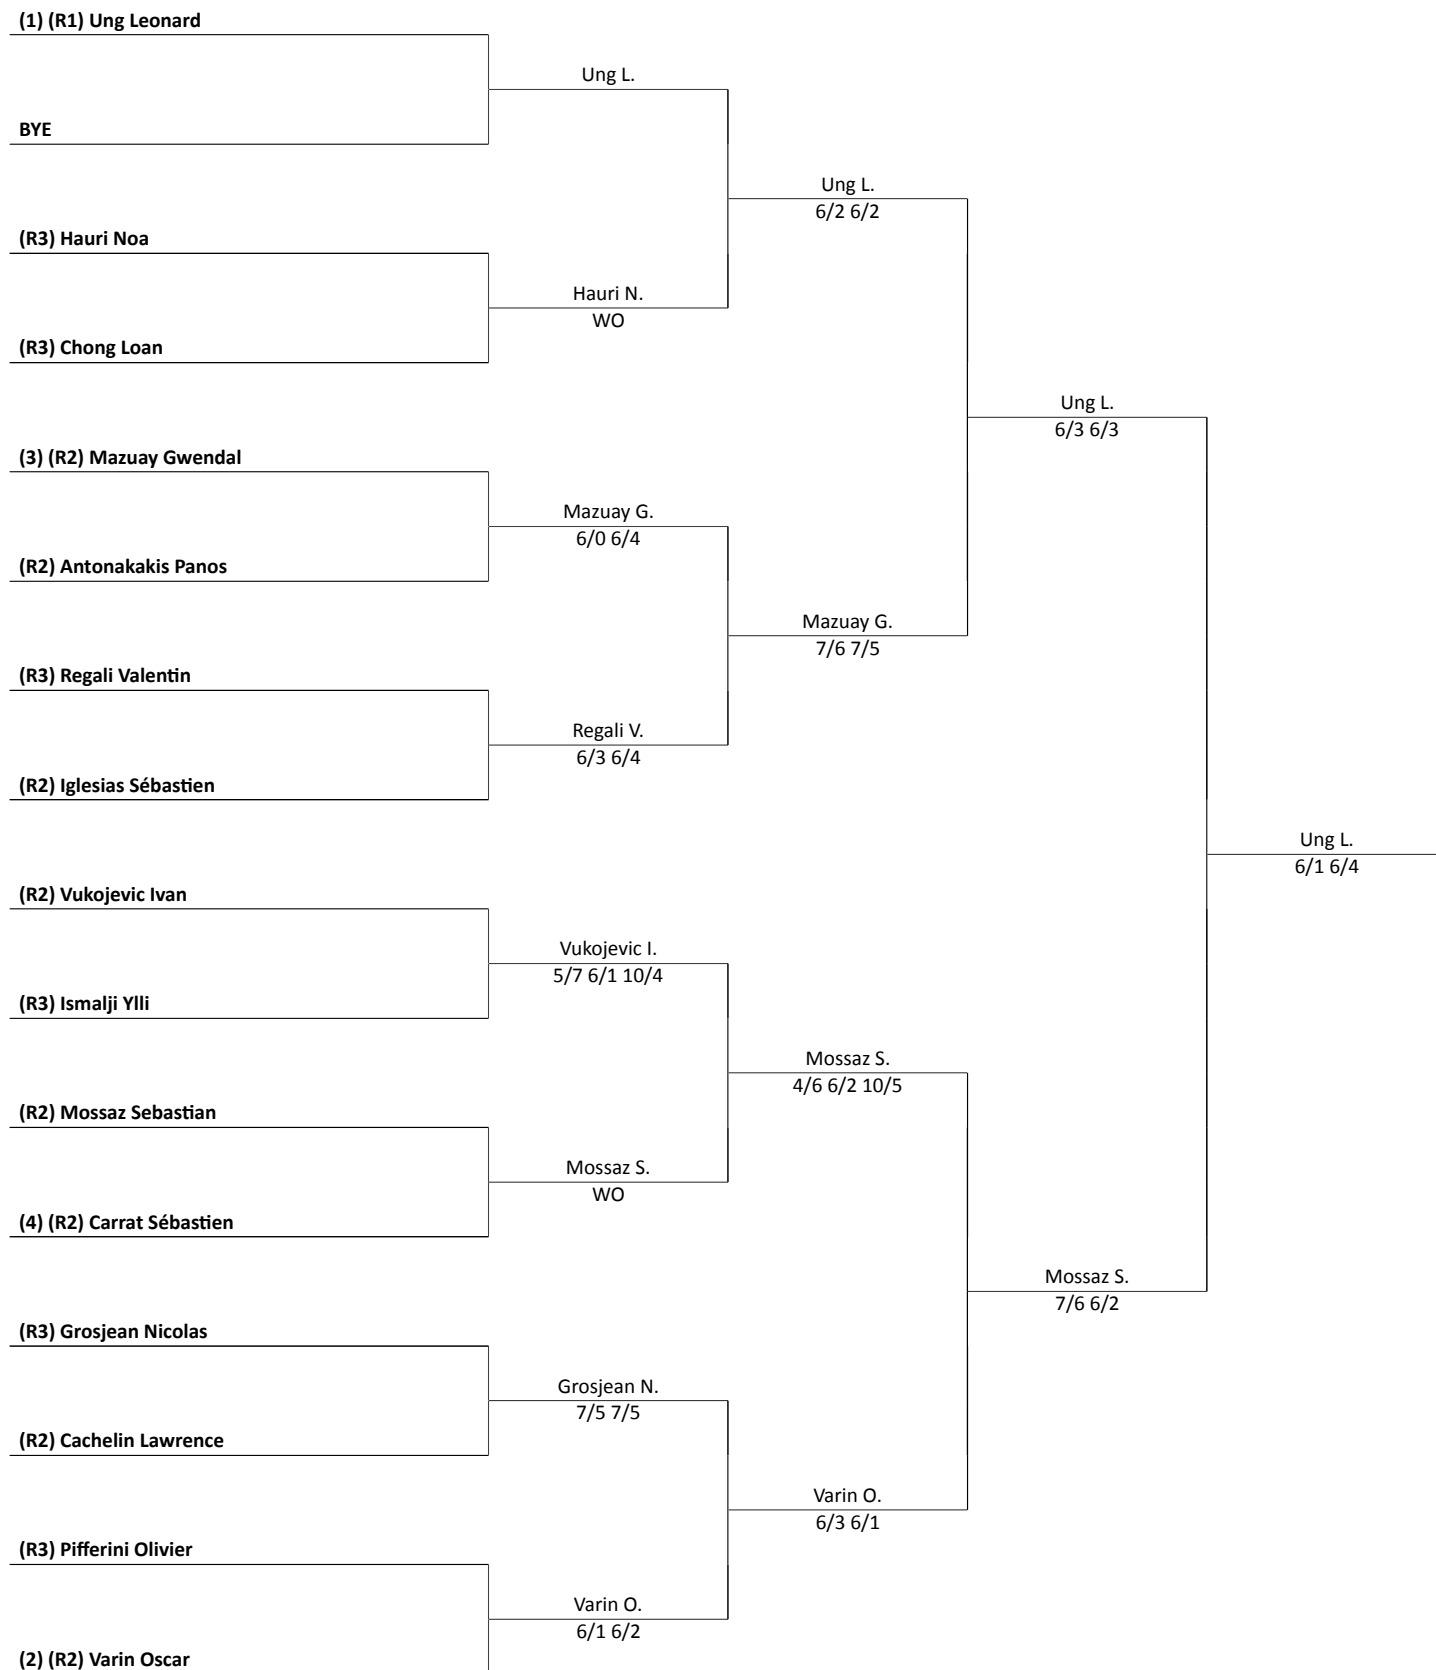 (1) (R1) Ung Leonard
Ung L.
BYE
Ung L.
6/2 6/2
(R3) Hauri Noa
Hauri N.
WO
(R3) Chong Loan
Ung L.
6/3 6/3
(3) (R2) Mazuay Gwendal
Mazuay G.
6/0 6/4
(R2) Antonakakis Panos
Mazuay G.
7/6 7/5
(R3) Regali Valentin
Regali V.
6/3 6/4
(R2) Iglesias Sébastien
Ung L.
6/1 6/4
(R2) Vukojevic Ivan
Vukojevic I.
5/7 6/1 10/4
(R3) Ismalji Ylli
Mossaz S.
4/6 6/2 10/5
(R2) Mossaz Sebastian
Mossaz S.
WO
(4) (R2) Carrat Sébastien
Mossaz S.
7/6 6/2
(R3) Grosjean Nicolas
Grosjean N.
7/5 7/5
(R2) Cachelin Lawrence
Varin O.
6/3 6/1
(R3) Pifferini Olivier
Varin O.
6/1 6/2
(2) (R2) Varin Oscar